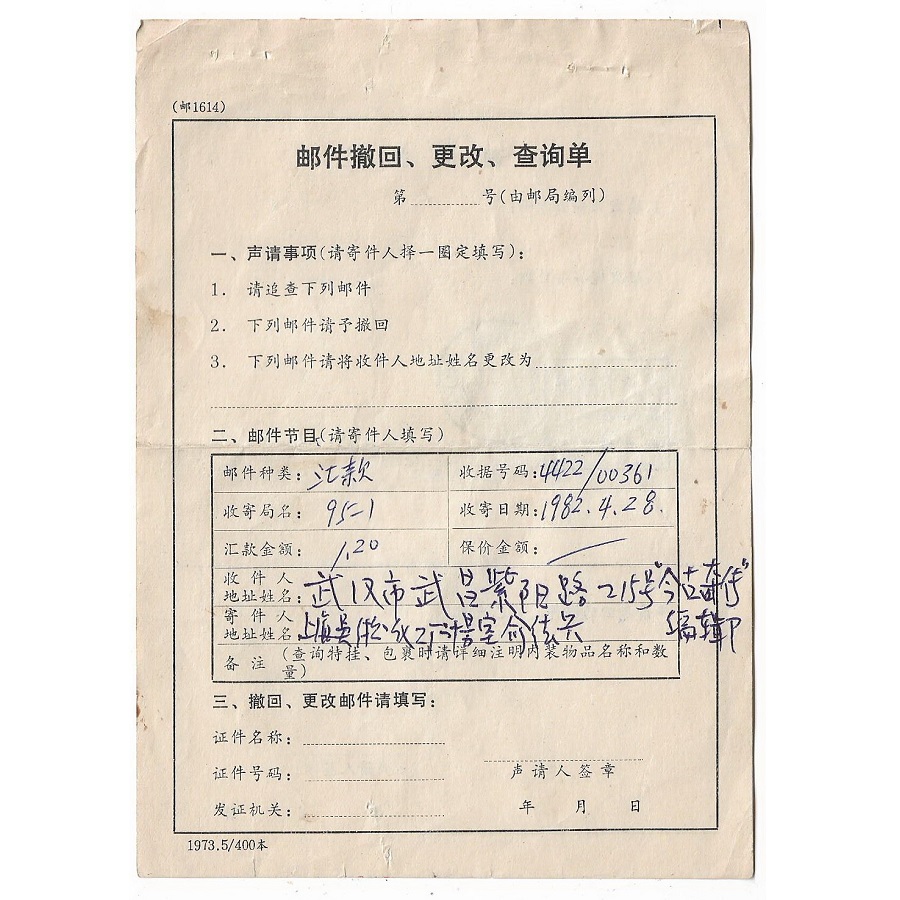 (邮1614)
邮件撤回、更改、查询单
第 号(由邮局编列)
一、声请事项(请寄件人择一圈定填写):
1. 请追查下列邮件
2. 下列邮件请予撤回
3. 下列邮件请将收件人地址姓名更改为
二、邮件节目(请寄件人填写)
邮件种类: 汇款 收据号码: 4422/00361
收寄局名: 95-1 收寄日期: 1982.4.28.
汇款金额: 1.20 保价金额: —
收件人地址姓名: 武汉市武昌紫阳路215号"今古传奇"编辑部
寄件人地址姓名: 上海吴淞
备注 (查询特挂、包裹时请详细注明内装物品名称和数量)
三、撤回、更改邮件请填写:
证件名称:
证件号码:
声请人签章
发证机关:
年 月 日
1973.5/400本